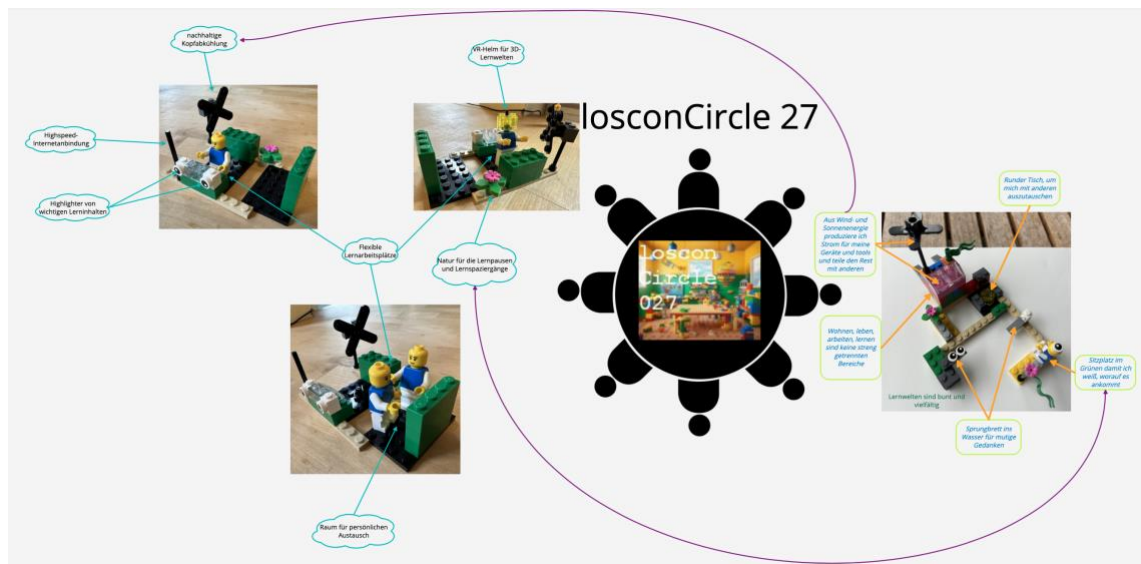 nachhaltige
Kopfabkühlung
VR-Helm für 3D-
Lernwelten
losconCircle 27
Highspeed-
Internetanbindung
Highlighter von
wichtigen Lerninhalten
Flexible
Lernarbeitsplätze
Natur für die Lernpausen
und Lernspaziergänge
Raum für persönlichen
Austausch
loscon
Circle
027
Runder Tisch, um
mich mit anderen
auszutauschen
Aus Wind- und
Sonnenenergie
produziere ich
Strom für meine
Geräte und tools
und teile den Rest
mit anderen
Wohnen, leben,
arbeiten, lernen
sind keine streng
getrennten
Bereiche
Sitzplatz im
Grünen damit ich
weiß, worauf es
ankommt
Lernwelten sind bunt und
vielfältig
Sprungbrett ins
Wasser für mutige
Gedanken